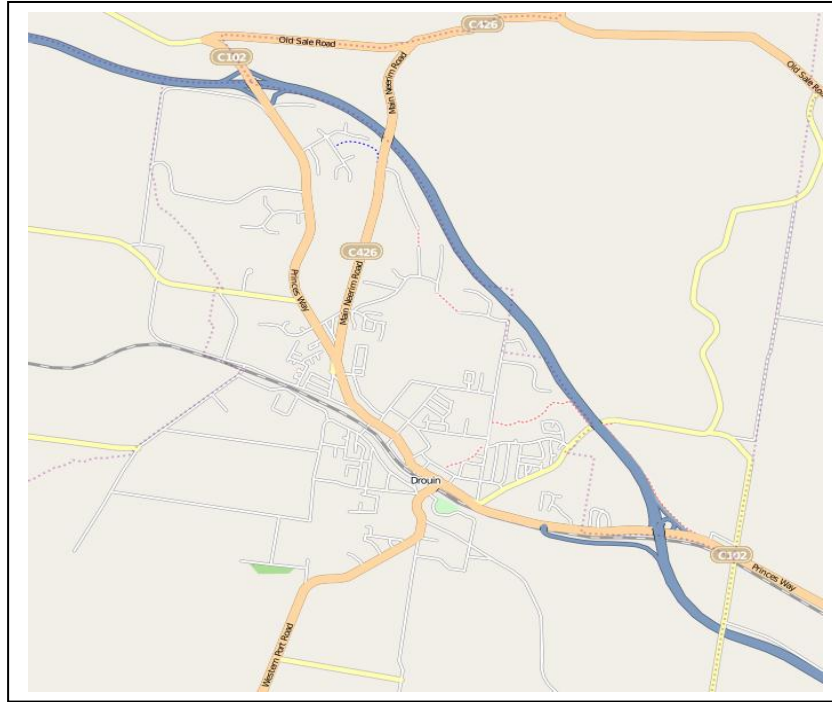 C426
Old Sale Road
C102
Main Neerim Road
Old Sale Roa
C426
Princes Way
Main Neerim Road
Drouin
C102
Princes Way
Western Port Road